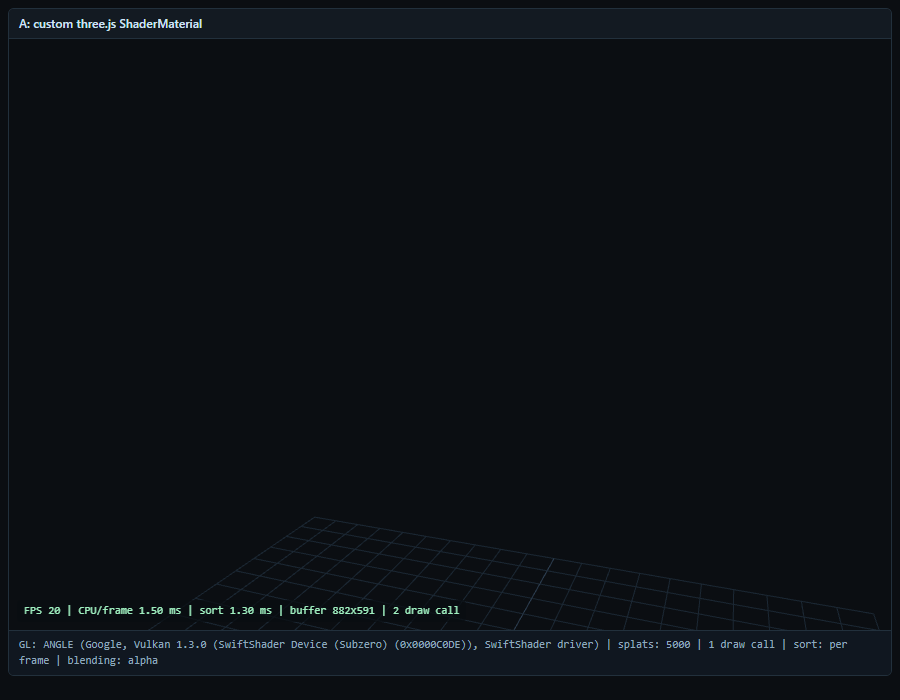 A: custom three.js ShaderMaterial
FPS 20 | CPU/frame 1.50 ms | sort 1.30 ms | buffer 882x591 | 2 draw call
GL: ANGLE (Google, Vulkan 1.3.0 (SwiftShader Device (Subzero) (0x0000C0DE)), SwiftShader driver) | splats: 5000 | 1 draw call | sort: per
frame | blending: alpha